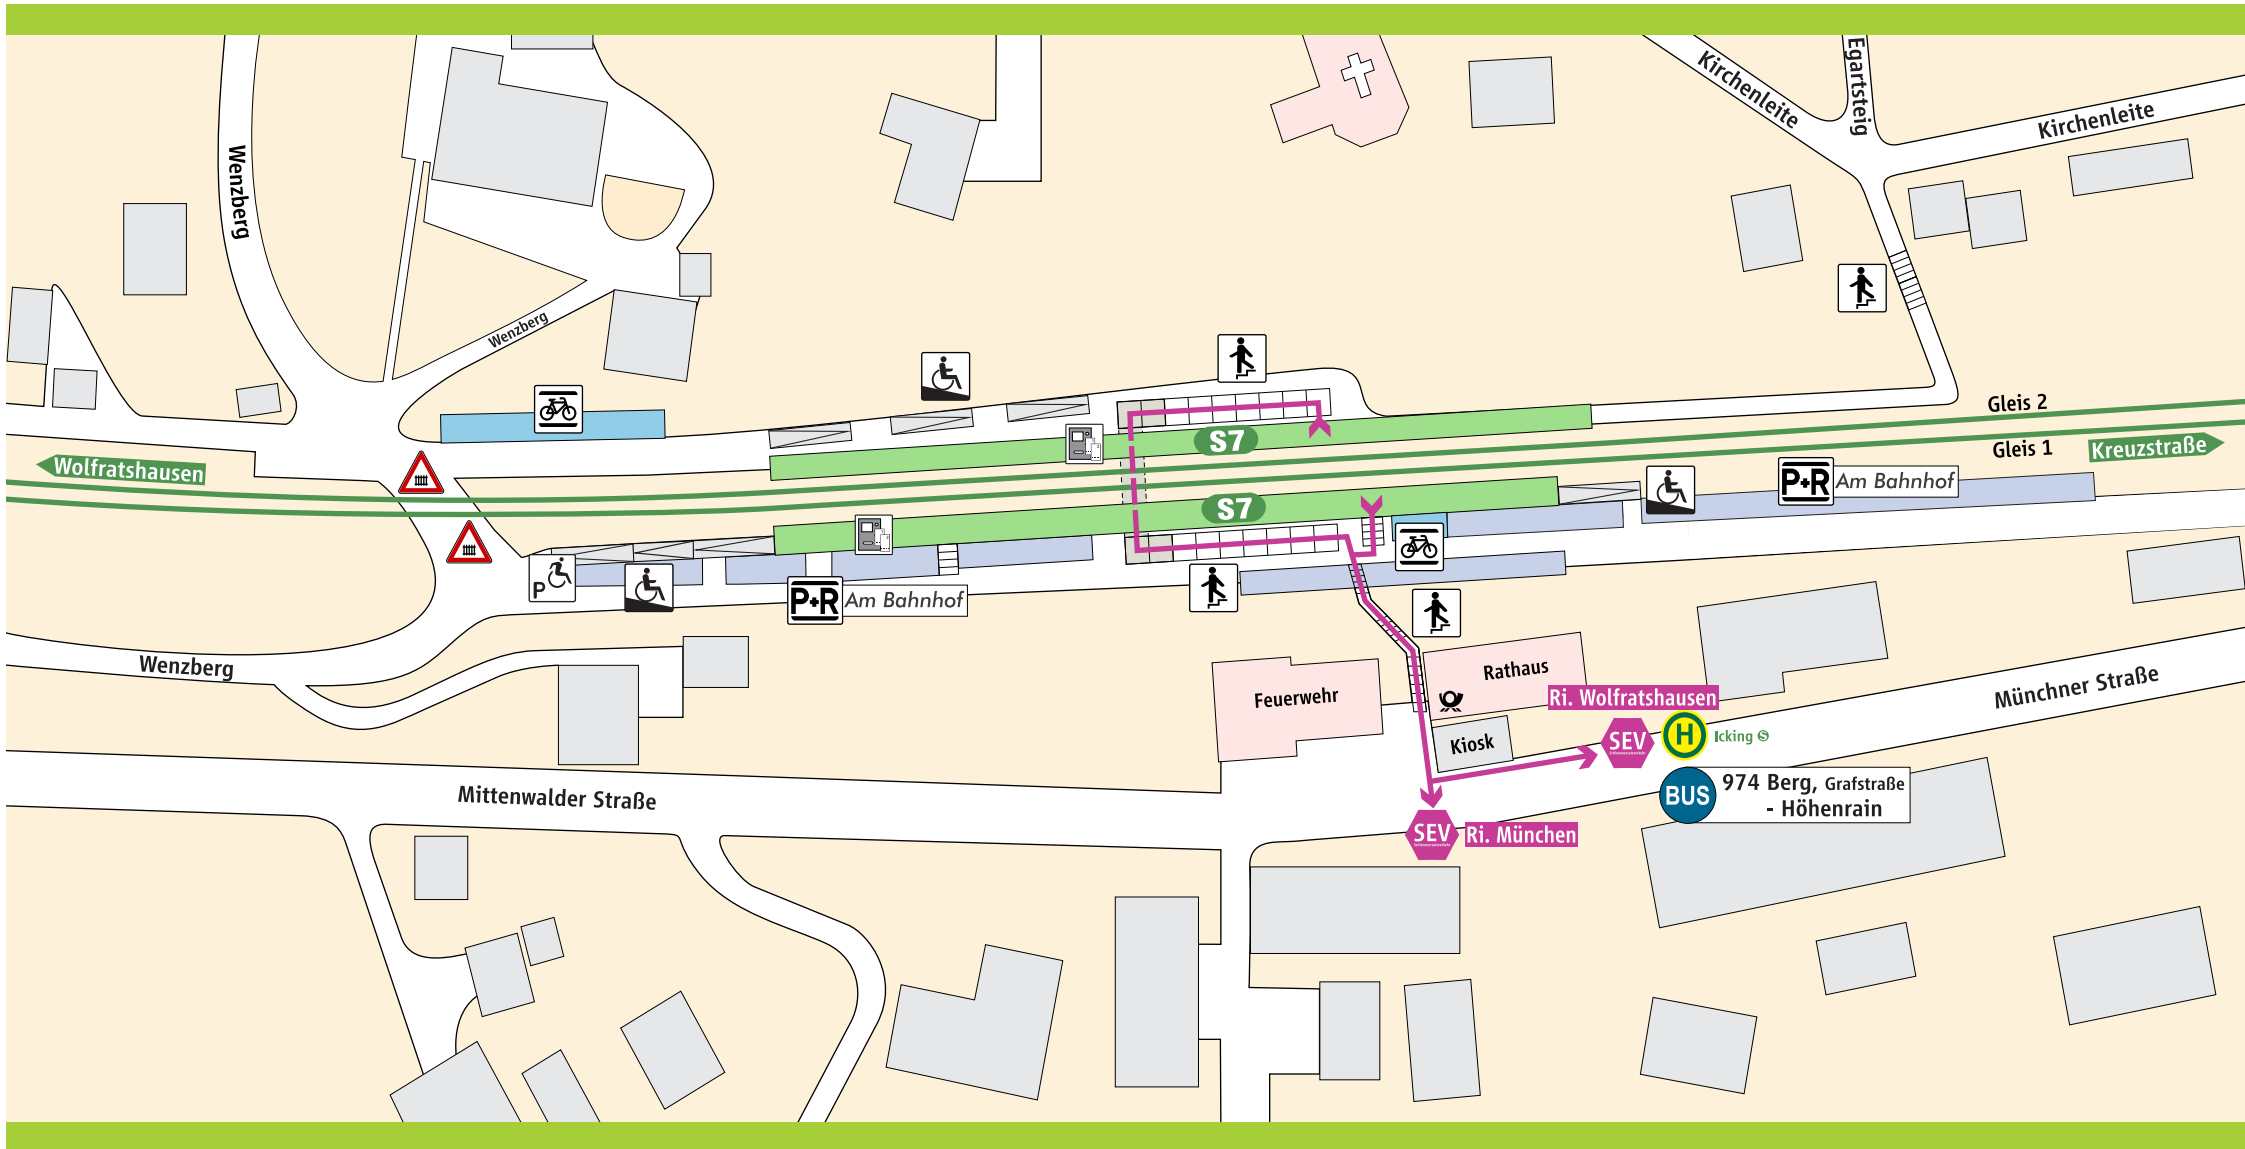 Kirchenleite
Egartsteig
Kirchenleite
Wenzberg
Wenzberg
Gleis 2
S7
Gleis 1
Kreuzstraße
Wolfratshausen
P+R Am Bahnhof
S7
P
P+R Am Bahnhof
Wenzberg
Rathaus
Feuerwehr
Ri. Wolfratshausen
Münchner Straße
SEV
H
Icking S
Kiosk
Mittenwalder Straße
BUS
974 Berg, Grafstraße
- Höhenrain
SEV
Ri. München